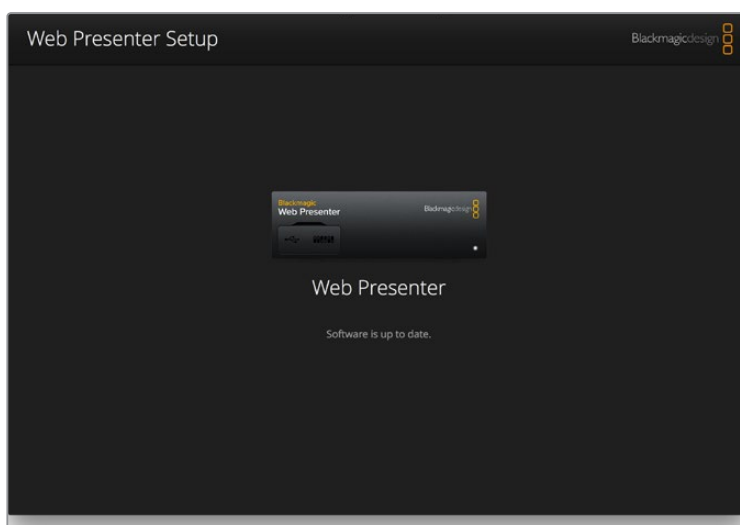 Web Presenter Setup
Blackmagicdesign
Blackmagic
Web Presenter
Blackmagicdesign
Web Presenter
Software is up to date.